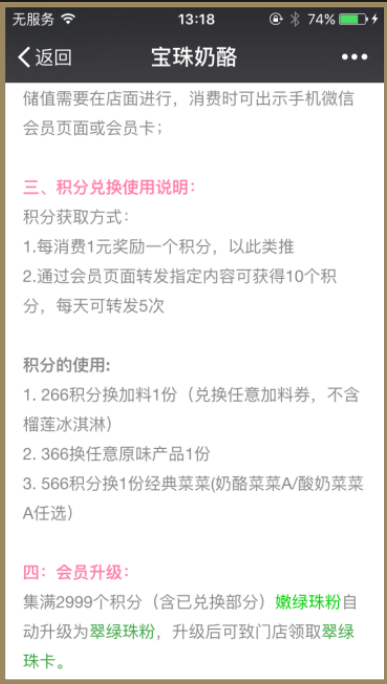 无服务 13:18 74%
返回 宝珠奶酪
储值需要在店面进行，消费时可出示手机微信
会员页面或会员卡；
三、积分兑换使用说明：
积分获取方式：
1.每消费1元奖励一个积分，以此类推
2.通过会员页面转发指定内容可获得10个积
分，每天可转发5次
积分的使用:
1. 266积分换加料1份（兑换任意加料券，不含
榴莲冰淇淋）
2. 366换任意原味产品1份
3. 566积分换1份经典菜菜(奶酪菜菜A/酸奶菜菜
A任选）
四：会员升级：
集满2999个积分（含已兑换部分）嫩绿珠粉自
动升级为翠绿珠粉，升级后可致门店领取翠绿
珠卡。